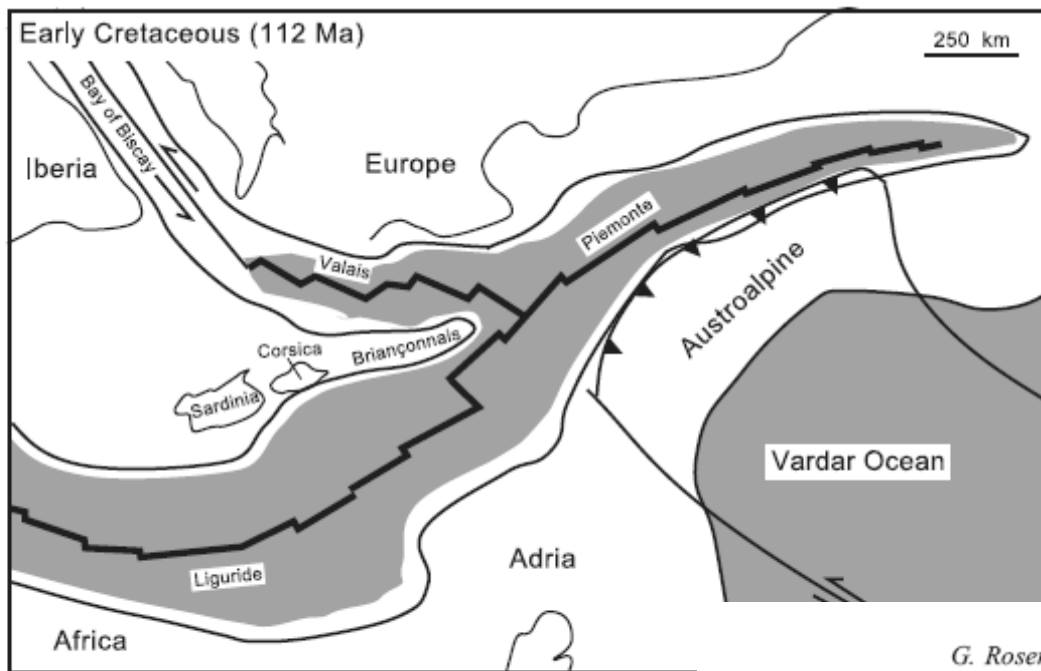 Early Cretaceous (112 Ma)
250 km
Bay of Biscay
Iberia
Europe
Piemonte
Valais
Austroalpine
Corsica
Briançonnais
Sardinia
Vardar Ocean
Adria
Liguride
Africa
G. Roser